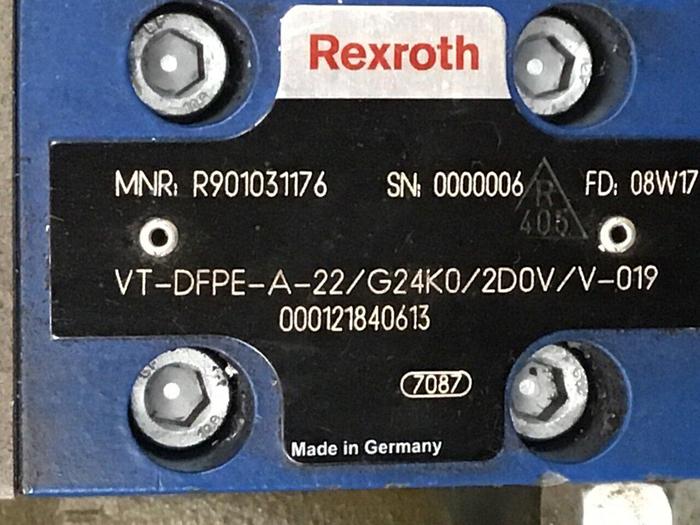 Rexroth
MNR: R901031176 SN: 0000006 FD: 08W17
R
405
VT-DFPE-A-22/G24K0/2D0V/V-019
000121840613
7087
Made in Germany